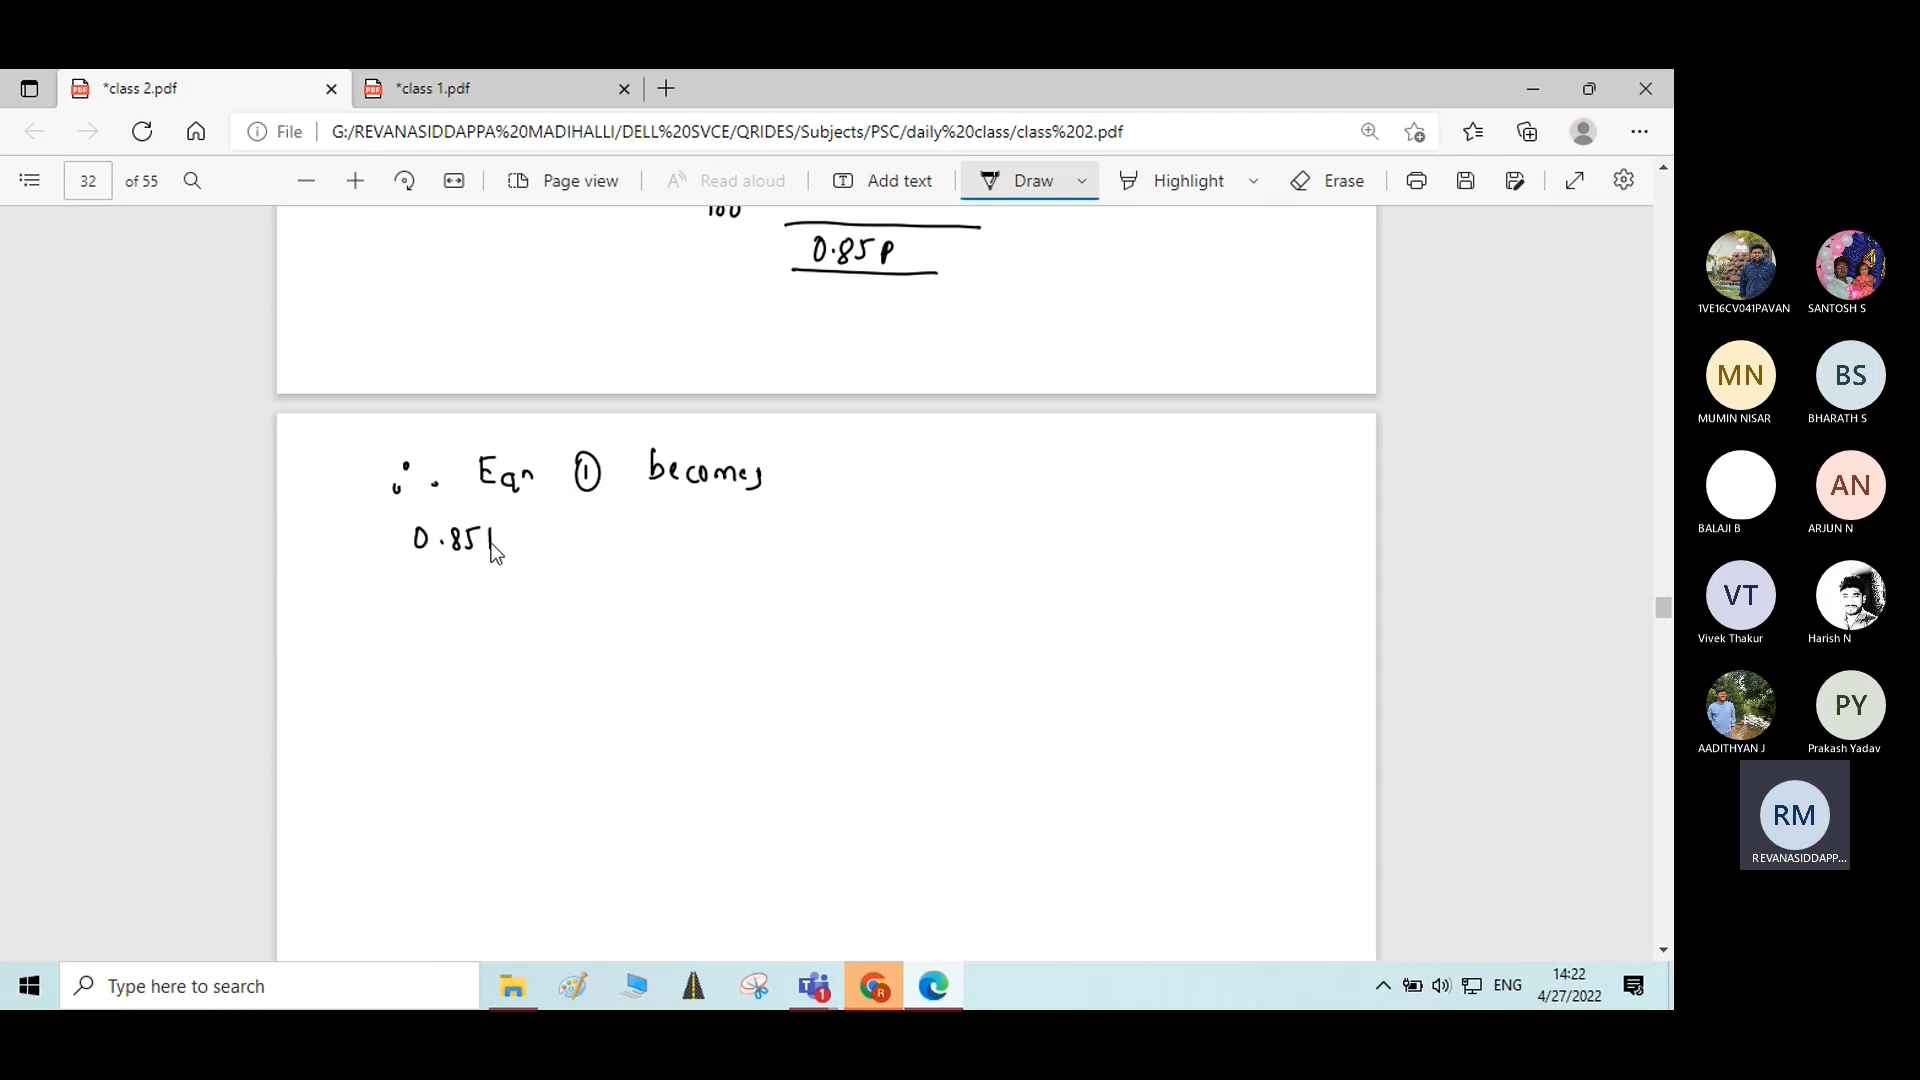 *class 2.pdf
*class 1.pdf
File
G:/REVANASIDDAPPA%20MADIHALLI/DELL%20SVCE/QRIDES/Subjects/PSC/daily%20class/class%202.pdf
32 of 55
Page view
Read aloud
Add text
Draw
Highlight
Erase
100
0.85 P
∴ Eqn ① becomes
0.85
1VE16CV041PAVAN
SANTOSH S
MN
MUMIN NISAR
BS
BHARATH S
BALAJI B
AN
ARJUN N
VT
Vivek Thakur
Harish N
AADITHYAN J
PY
Prakash Yadav
RM
REVANASIDDAPP...
Type here to search
1
R
ENG
14:22
4/27/2022